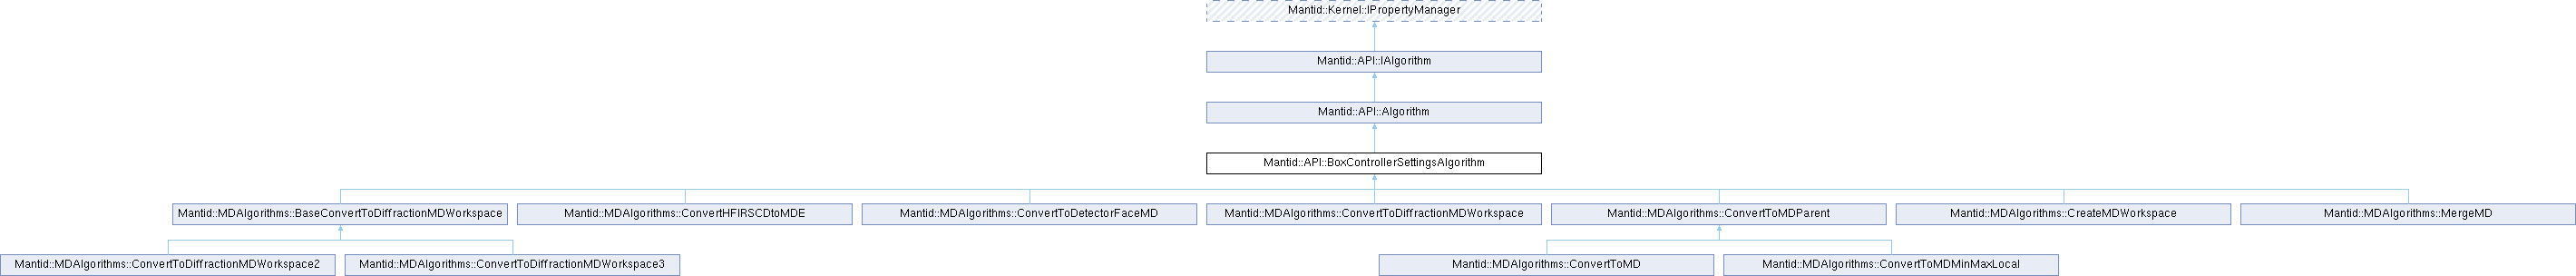 Mantid::Kernel::IPropertyManager
Mantid::API::IAlgorithm
Mantid::API::Algorithm
Mantid::API::BoxControllerSettingsAlgorithm
Mantid::MDAlgorithms::BaseConvertToDiffractionMDWorkspace
Mantid::MDAlgorithms::ConvertHFIRSCDtoMDE
Mantid::MDAlgorithms::ConvertToDetectorFaceMD
Mantid::MDAlgorithms::ConvertToDiffractionMDWorkspace
Mantid::MDAlgorithms::ConvertToMDParent
Mantid::MDAlgorithms::CreateMDWorkspace
Mantid::MDAlgorithms::MergeMD
Mantid::MDAlgorithms::ConvertToDiffractionMDWorkspace2
Mantid::MDAlgorithms::ConvertToDiffractionMDWorkspace3
Mantid::MDAlgorithms::ConvertToMD
Mantid::MDAlgorithms::ConvertToMDMinMaxLocal